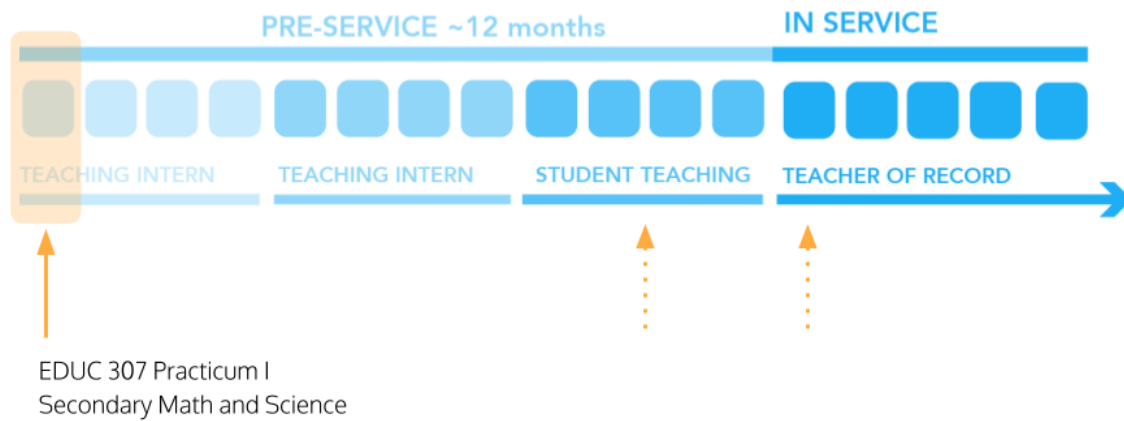 PRE-SERVICE ~12 months
IN SERVICE
TEACHING INTERN
TEACHING INTERN
STUDENT TEACHING
TEACHER OF RECORD
EDUC 307 Practicum I
Secondary Math and Science